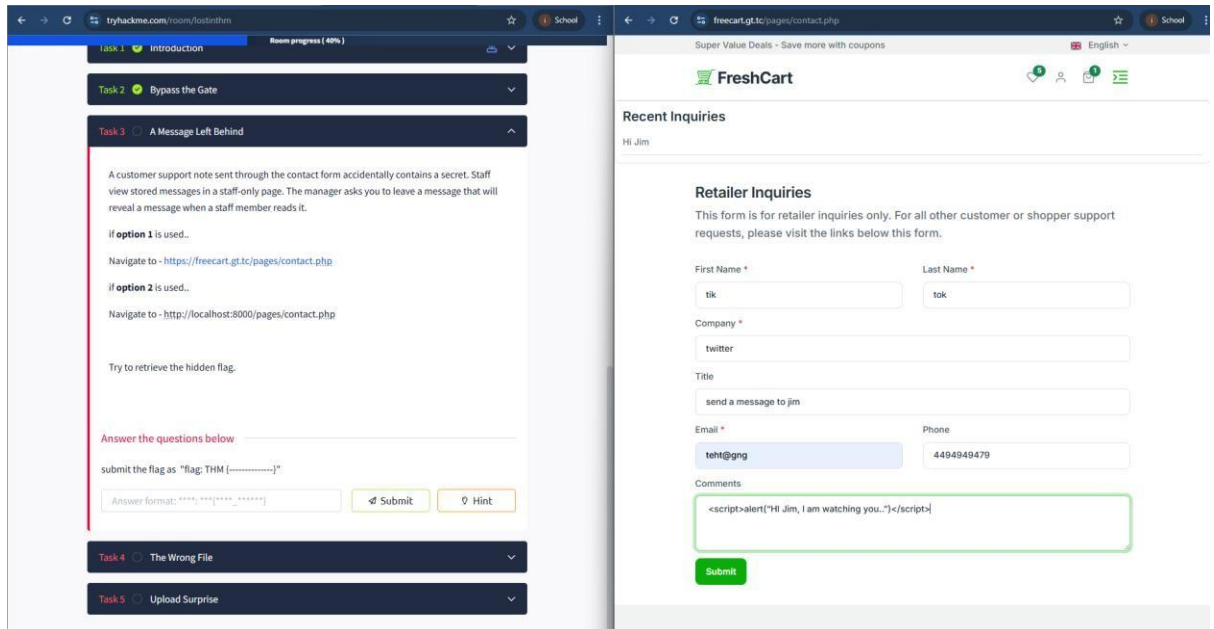 tryhackme.com/room/lostinthm
School
Room progress ( 40% )
Task 1 Introduction
Task 2 Bypass the Gate
Task 3 A Message Left Behind
A customer support note sent through the contact form accidentally contains a secret. Staff
view stored messages in a staff-only page. The manager asks you to leave a message that will
reveal a message when a staff member reads it.
if option 1 is used..
Navigate to - https://freecart.gt.tc/pages/contact.php
if option 2 is used..
Navigate to - http://localhost:8000/pages/contact.php
Try to retrieve the hidden flag.
Answer the questions below
submit the flag as "flag: THM {--------------}"
Answer format: ****: ***{****_******}
Submit
Hint
Task 4 The Wrong File
Task 5 Upload Surprise
freecart.gt.tc/pages/contact.php
School
Super Value Deals - Save more with coupons
English
FreshCart
5
1
Recent Inquiries
Hi Jim
Retailer Inquiries
This form is for retailer inquiries only. For all other customer or shopper support
requests, please visit the links below this form.
First Name *
Last Name *
tik
tok
Company *
twitter
Title
send a message to jim
Email *
Phone
teht@gng
4494949479
Comments
<script>alert("HI Jim, I am watching you..")</script>
Submit